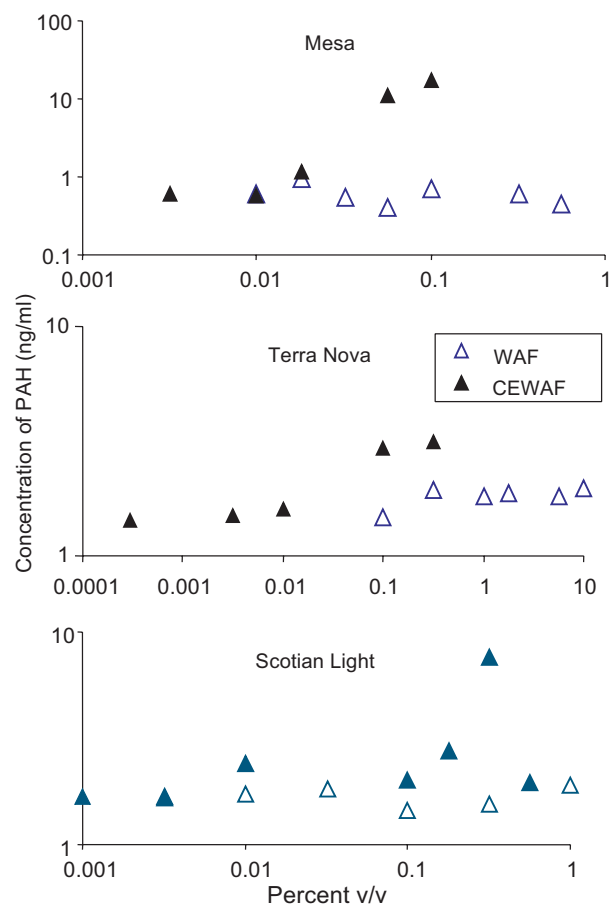 100
Mesa
10
1
0.1
0.001 0.01 0.1 1
Concentration of PAH (ng/ml)
10
Terra Nova
WAF
CEWAF
1
0.0001 0.001 0.01 0.1 1 10
10
Scotian Light
1
0.001 0.01 0.1 1
Percent v/v